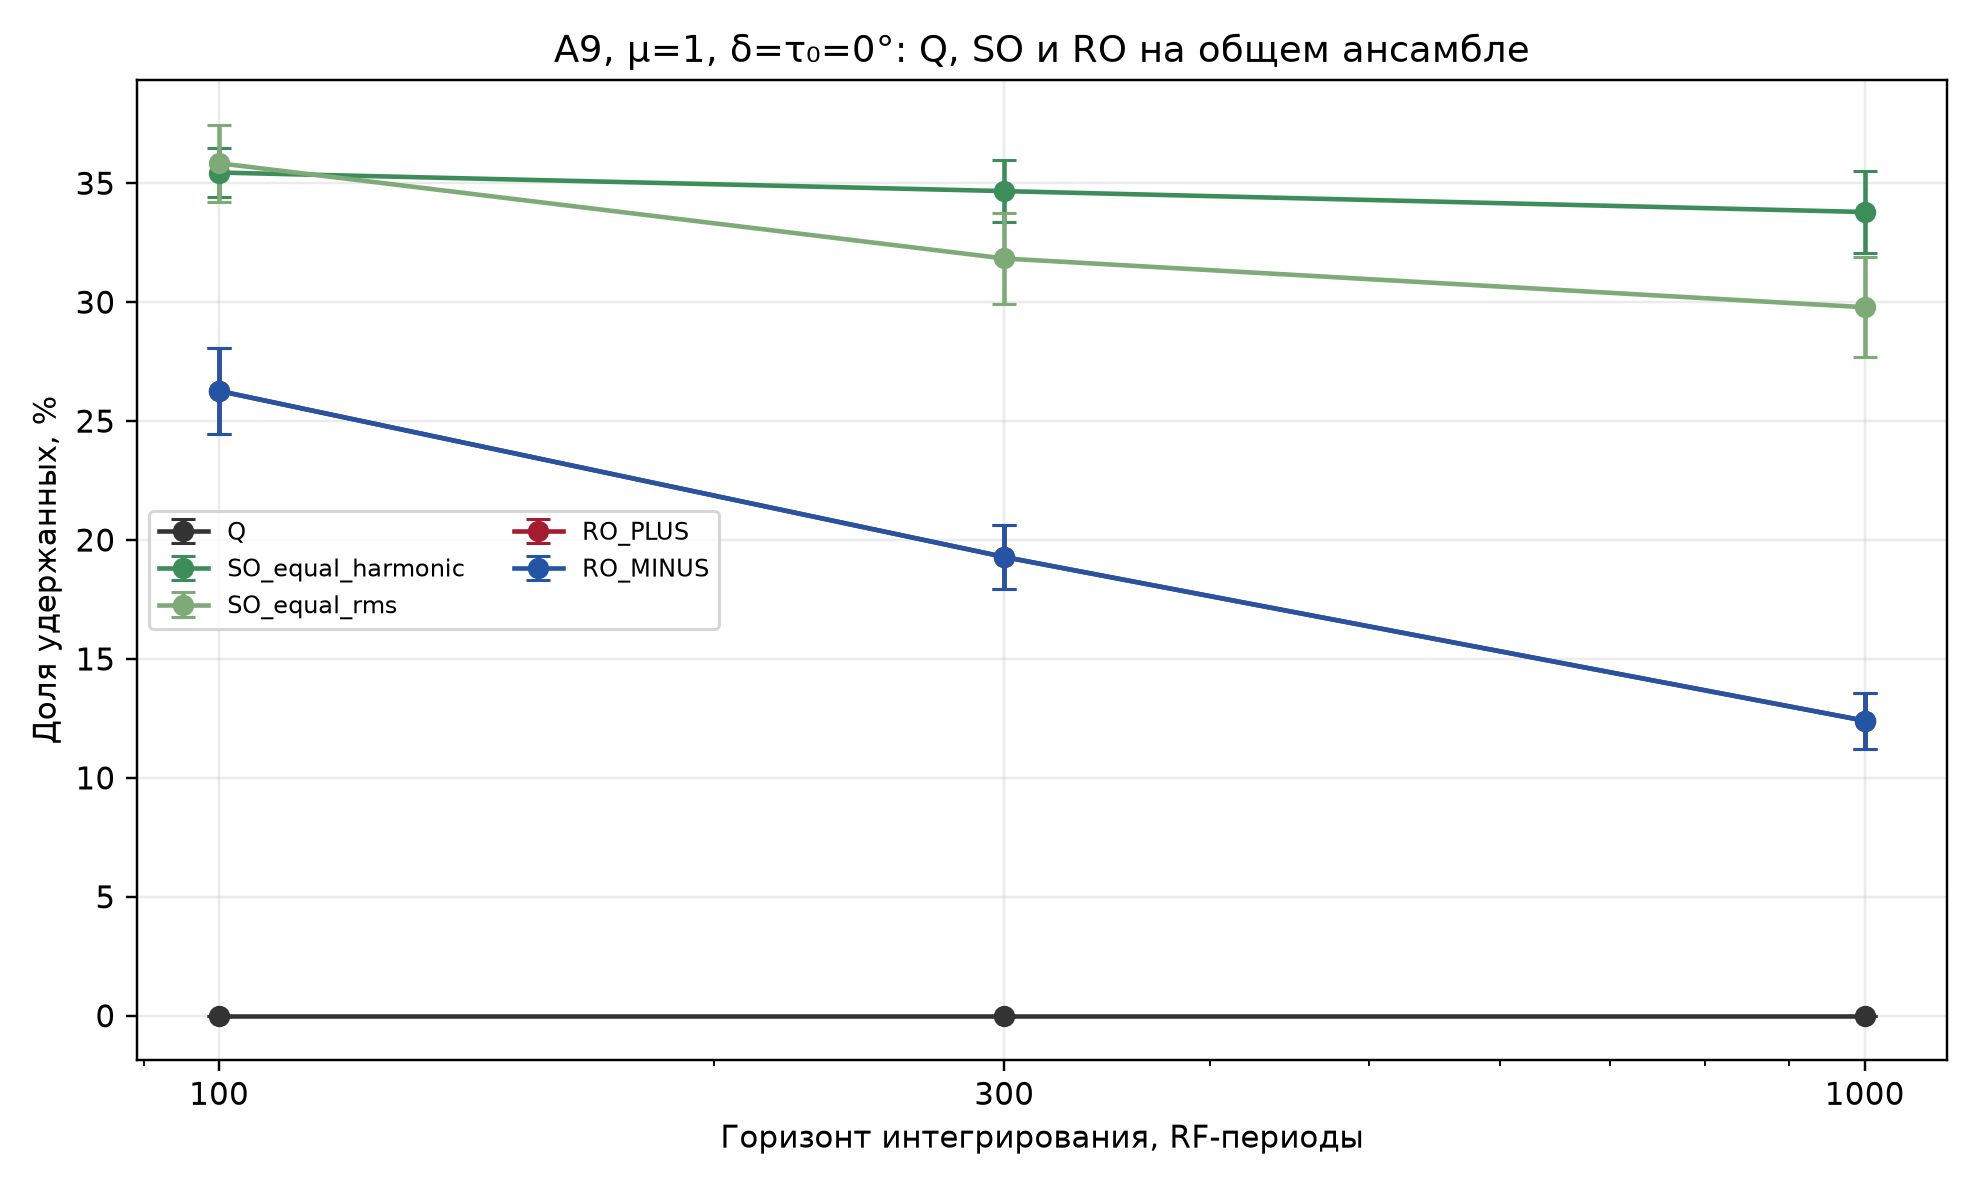 A9, μ=1, δ=τ₀=0°: Q, SO и RO на общем ансамбле
Доля удержанных, %
35
30
25
20
15
10
5
0
Q
SO_equal_harmonic
SO_equal_rms
RO_PLUS
RO_MINUS
100
300
1000
Горизонт интегрирования, RF-периоды